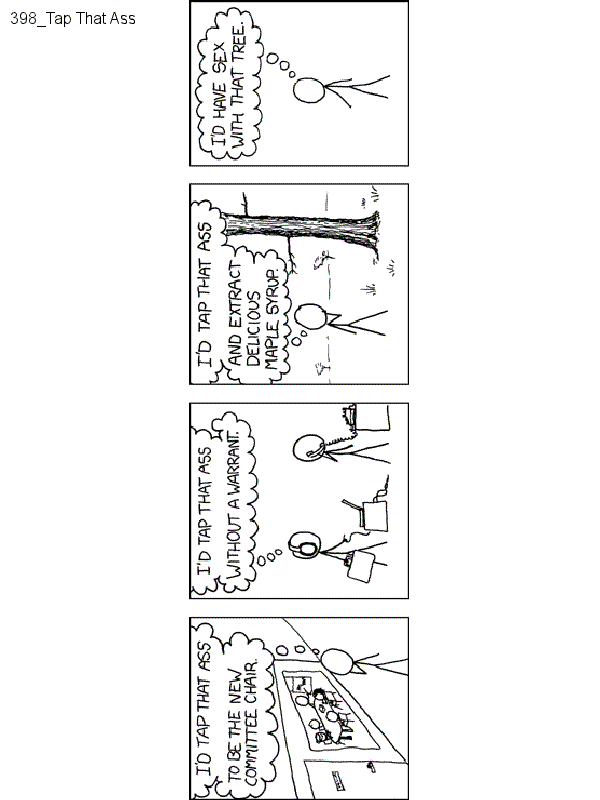 398_Tap That Ass
I'D TAP THAT ASS
TO BE THE NEW
COMMITTEE CHAIR.
I'D TAP THAT ASS
WITHOUT A WARRANT.
I'D TAP THAT ASS
AND EXTRACT
DELICIOUS
MAPLE SYRUP.
I'D HAVE SEX
WITH THAT TREE.